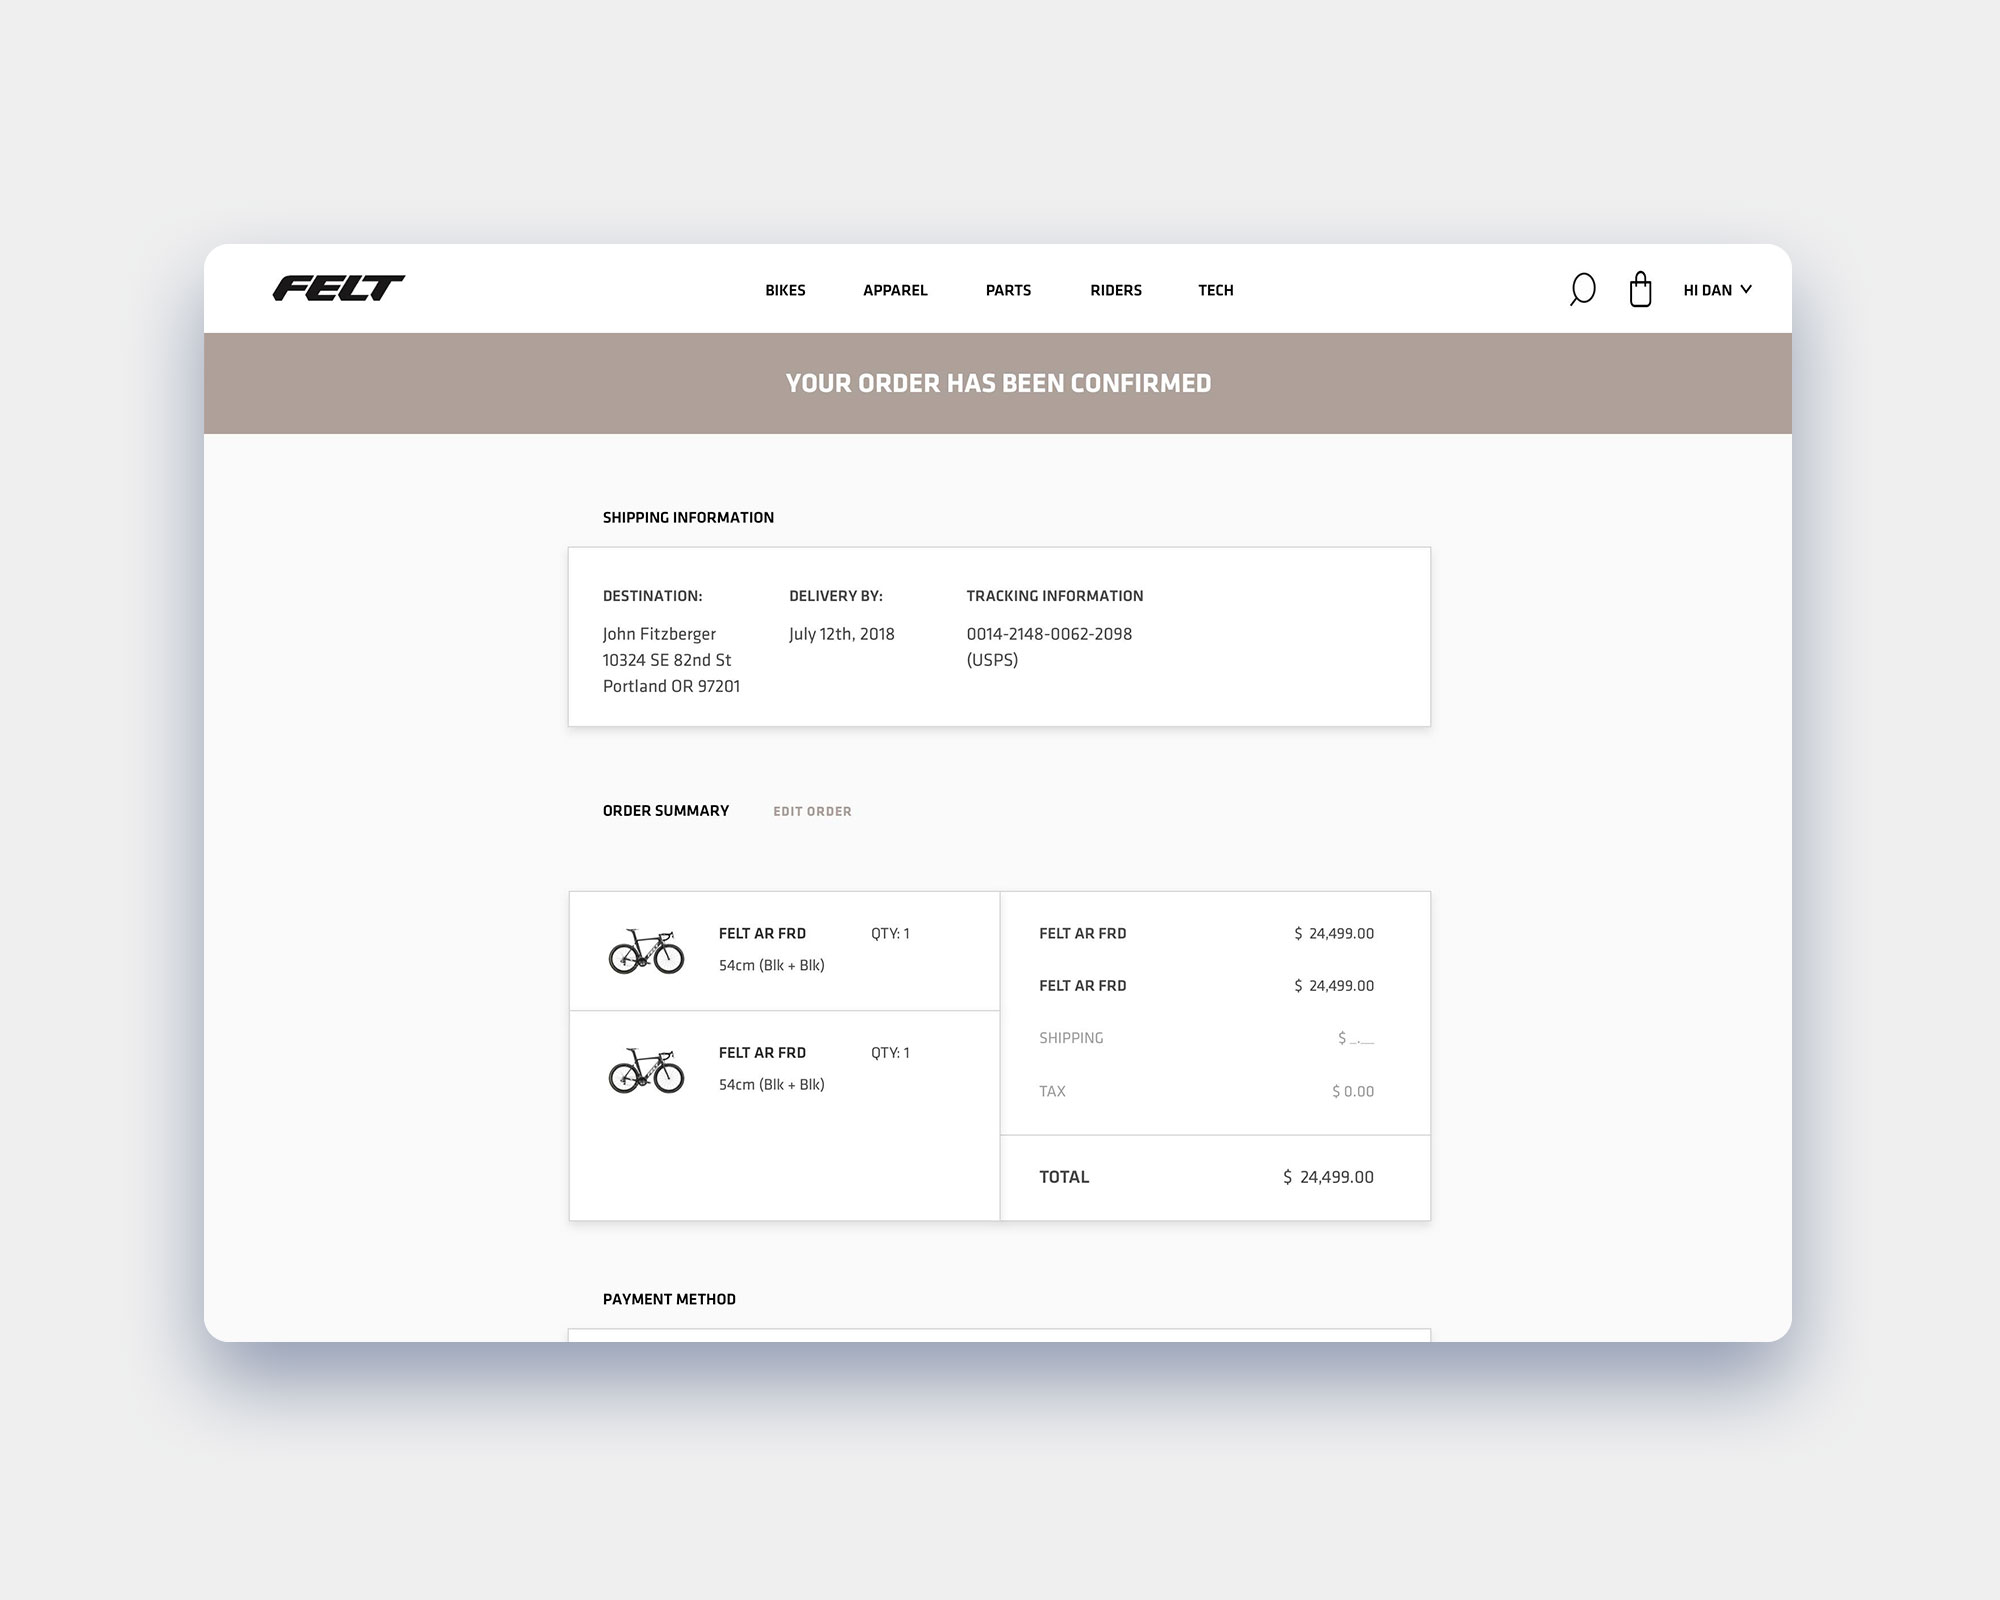 FELT
BIKES APPAREL PARTS RIDERS TECH
HI DAN
YOUR ORDER HAS BEEN CONFIRMED
SHIPPING INFORMATION
DESTINATION:
John Fitzberger
10324 SE 82nd St
Portland OR 97201
DELIVERY BY:
July 12th, 2018
TRACKING INFORMATION
0014-2148-0062-2098
(USPS)
ORDER SUMMARY EDIT ORDER
FELT AR FRD QTY: 1
54cm (Blk + Blk)
FELT AR FRD QTY: 1
54cm (Blk + Blk)
FELT AR FRD $ 24,499.00
FELT AR FRD $ 24,499.00
SHIPPING $ _.__
TAX $ 0.00
TOTAL $ 24,499.00
PAYMENT METHOD